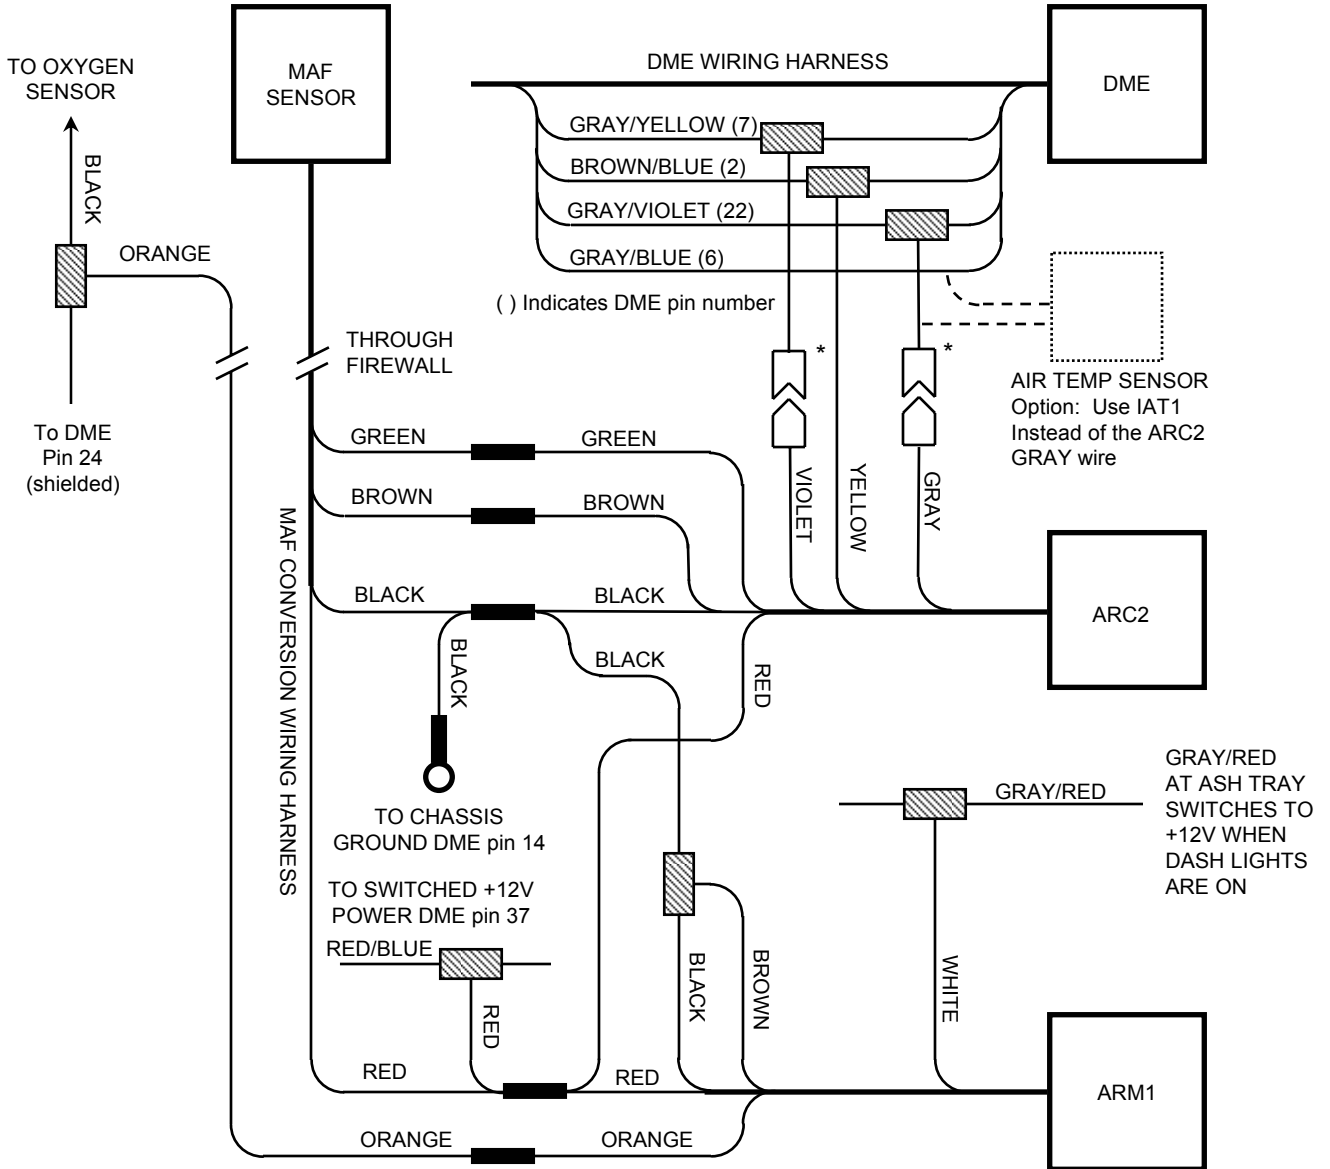 TO OXYGEN
SENSOR
BLACK
ORANGE
To DME
Pin 24
(shielded)
MAF
SENSOR
THROUGH
FIREWALL
DME WIRING HARNESS
DME
GRAY/YELLOW (7)
BROWN/BLUE (2)
GRAY/VIOLET (22)
GRAY/BLUE (6)
( ) Indicates DME pin number
*
*
AIR TEMP SENSOR
Option: Use IAT1
Instead of the ARC2
GRAY wire
VIOLET
YELLOW
GRAY
GREEN
GREEN
BROWN
BROWN
BLACK
BLACK
ARC2
MAF CONVERSION WIRING HARNESS
BLACK
BLACK
RED
TO CHASSIS
GROUND DME pin 14
TO SWITCHED +12V
POWER DME pin 37
RED/BLUE
RED
BLACK
BROWN
GRAY/RED
GRAY/RED
AT ASH TRAY
SWITCHES TO
+12V WHEN
DASH LIGHTS
ARE ON
WHITE
RED
RED
ARM1
ORANGE
ORANGE